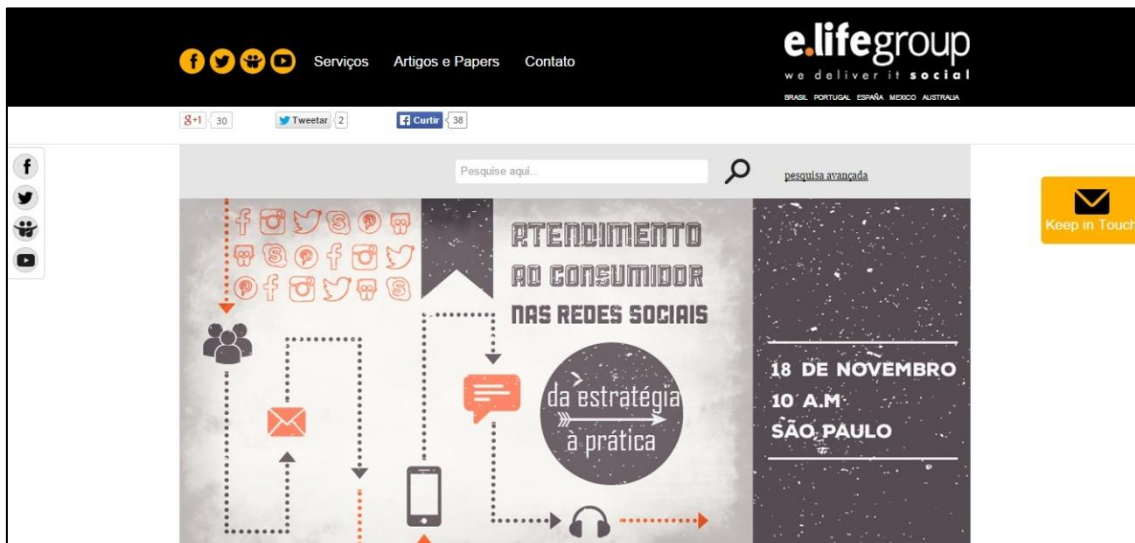 Serviços
Artigos e Papers
Contato
e.lifegroup
we deliver it social
BRASIL PORTUGAL ESPAÑA MEXICO AUSTRALIA
g+1 30
Tweetar 2
Curtir 38
Pesquise aqui...
pesquisa avançada
Keep in Touch
ATENDIMENTO
AO CONSUMIDOR
NAS REDES SOCIAIS
da estratégia
à prática
18 DE NOVEMBRO
10 A.M
SÃO PAULO